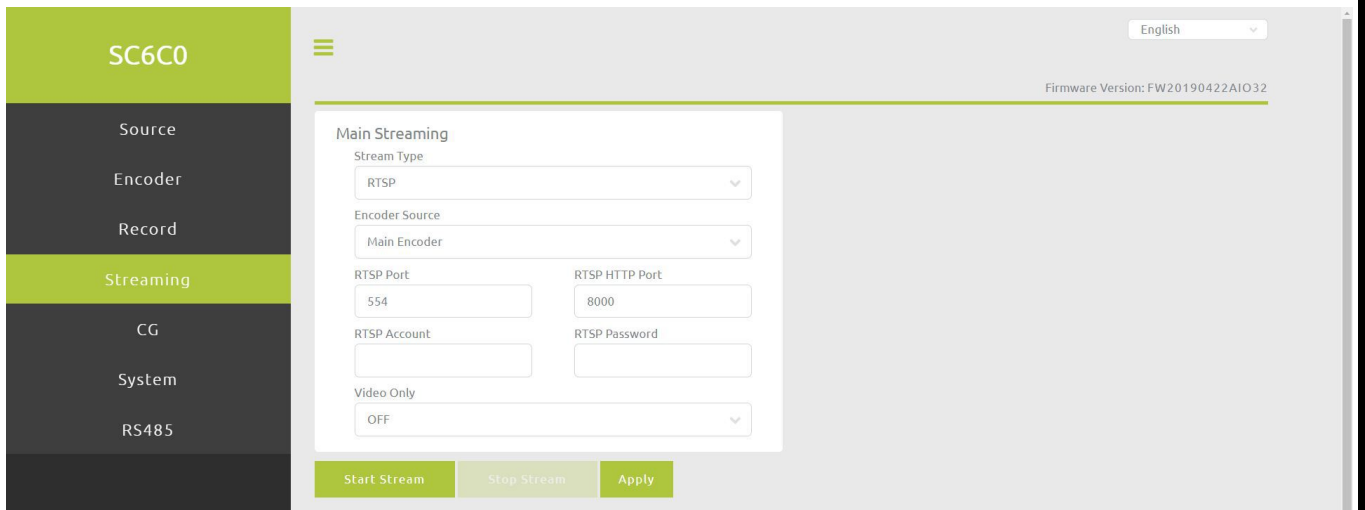 SC6C0
English
Firmware Version: FW20190422AIO32
Source
Encoder
Record
Streaming
CG
System
RS485
Main Streaming
Stream Type
RTSP
Encoder Source
Main Encoder
RTSP Port RTSP HTTP Port
554 8000
RTSP Account RTSP Password
Video Only
OFF
Start Stream Stop Stream Apply